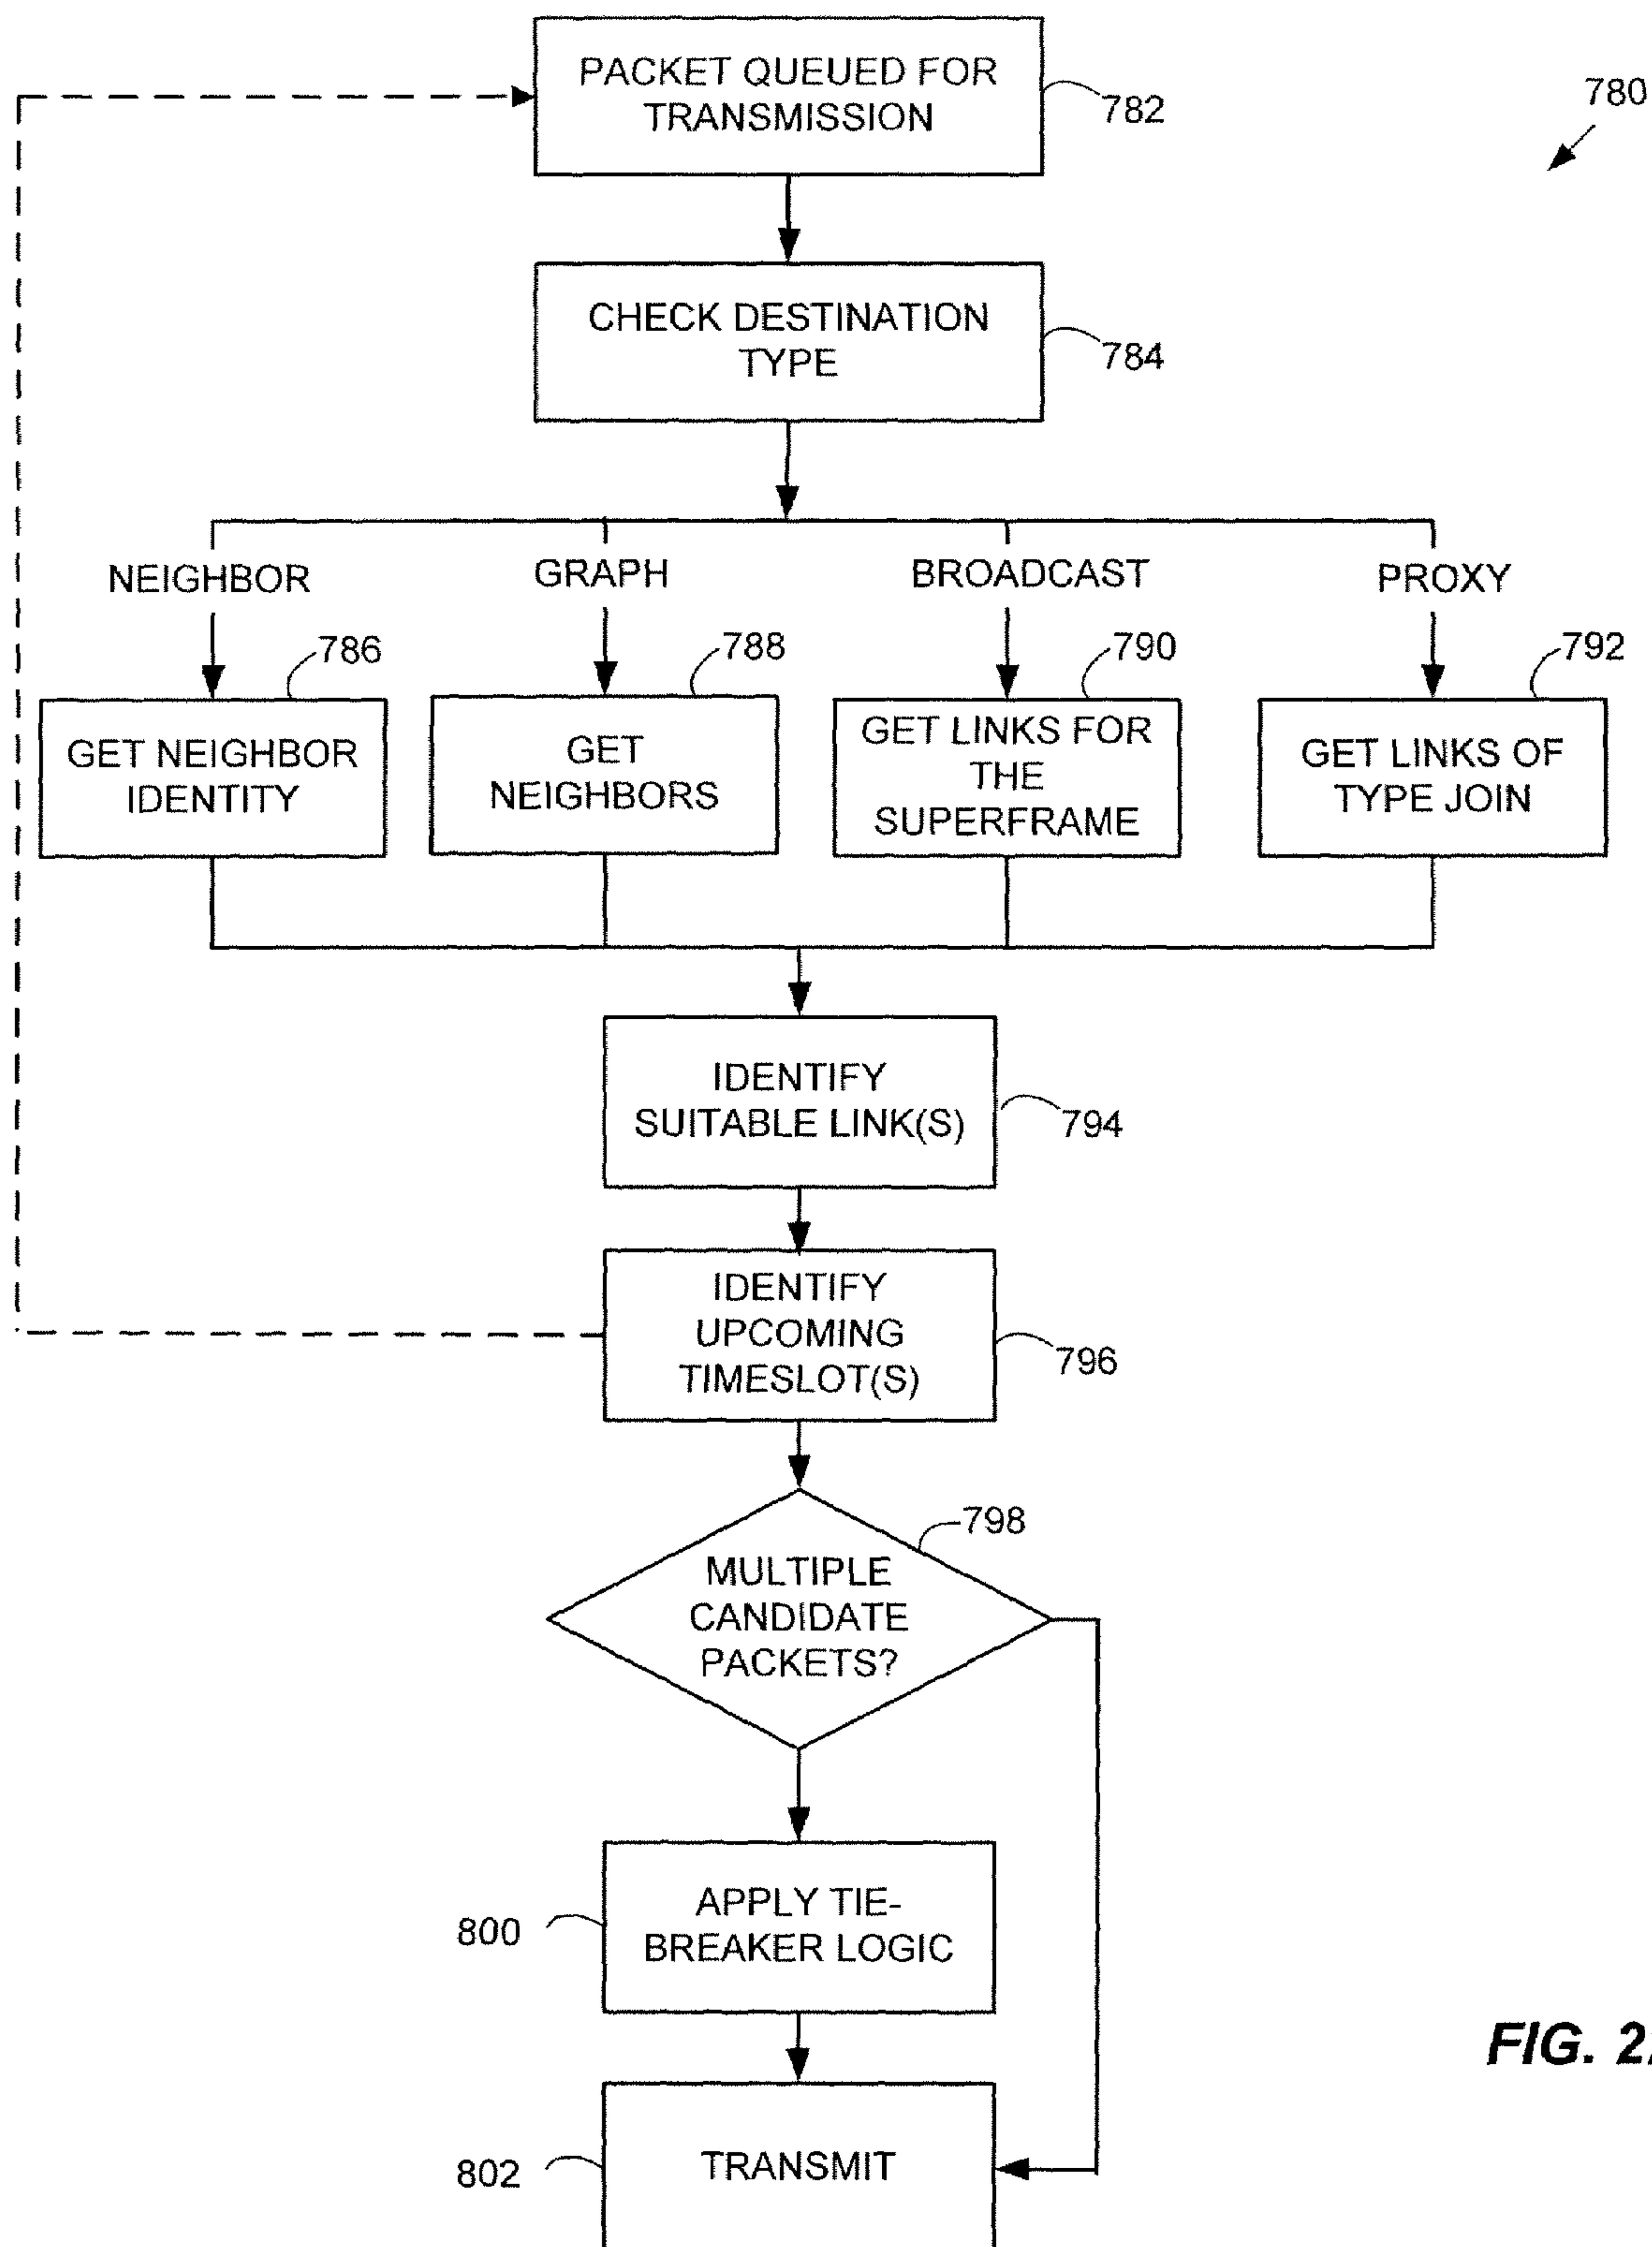 PACKET QUEUED FOR
TRANSMISSION
782
780
CHECK DESTINATION
TYPE
784
NEIGHBOR
GRAPH
BROADCAST
PROXY
786
788
790
792
GET NEIGHBOR
IDENTITY
GET
NEIGHBORS
GET LINKS FOR
THE
SUPERFRAME
GET LINKS OF
TYPE JOIN
IDENTIFY
SUITABLE LINK(S)
794
IDENTIFY
UPCOMING
TIMESLOT(S)
796
798
MULTIPLE
CANDIDATE
PACKETS?
APPLY TIE-
BREAKER LOGIC
800
FIG.
TRANSMIT
802